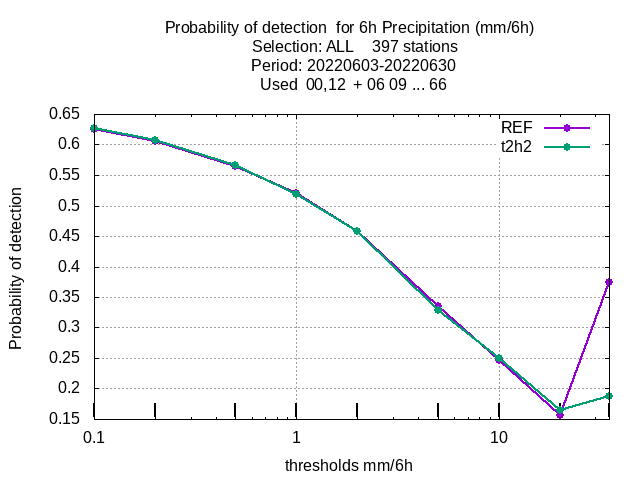 Probability of detection  for 6h Precipitation (mm/6h)
Selection: ALL    397 stations
Period: 20220603-20220630
Used  00,12  + 06 09 ... 66
REF
t2h2
0.65
0.6
0.55
0.5
0.45
0.4
0.35
0.3
0.25
0.2
0.15
Probability of detection
0.1 1 10
thresholds mm/6h